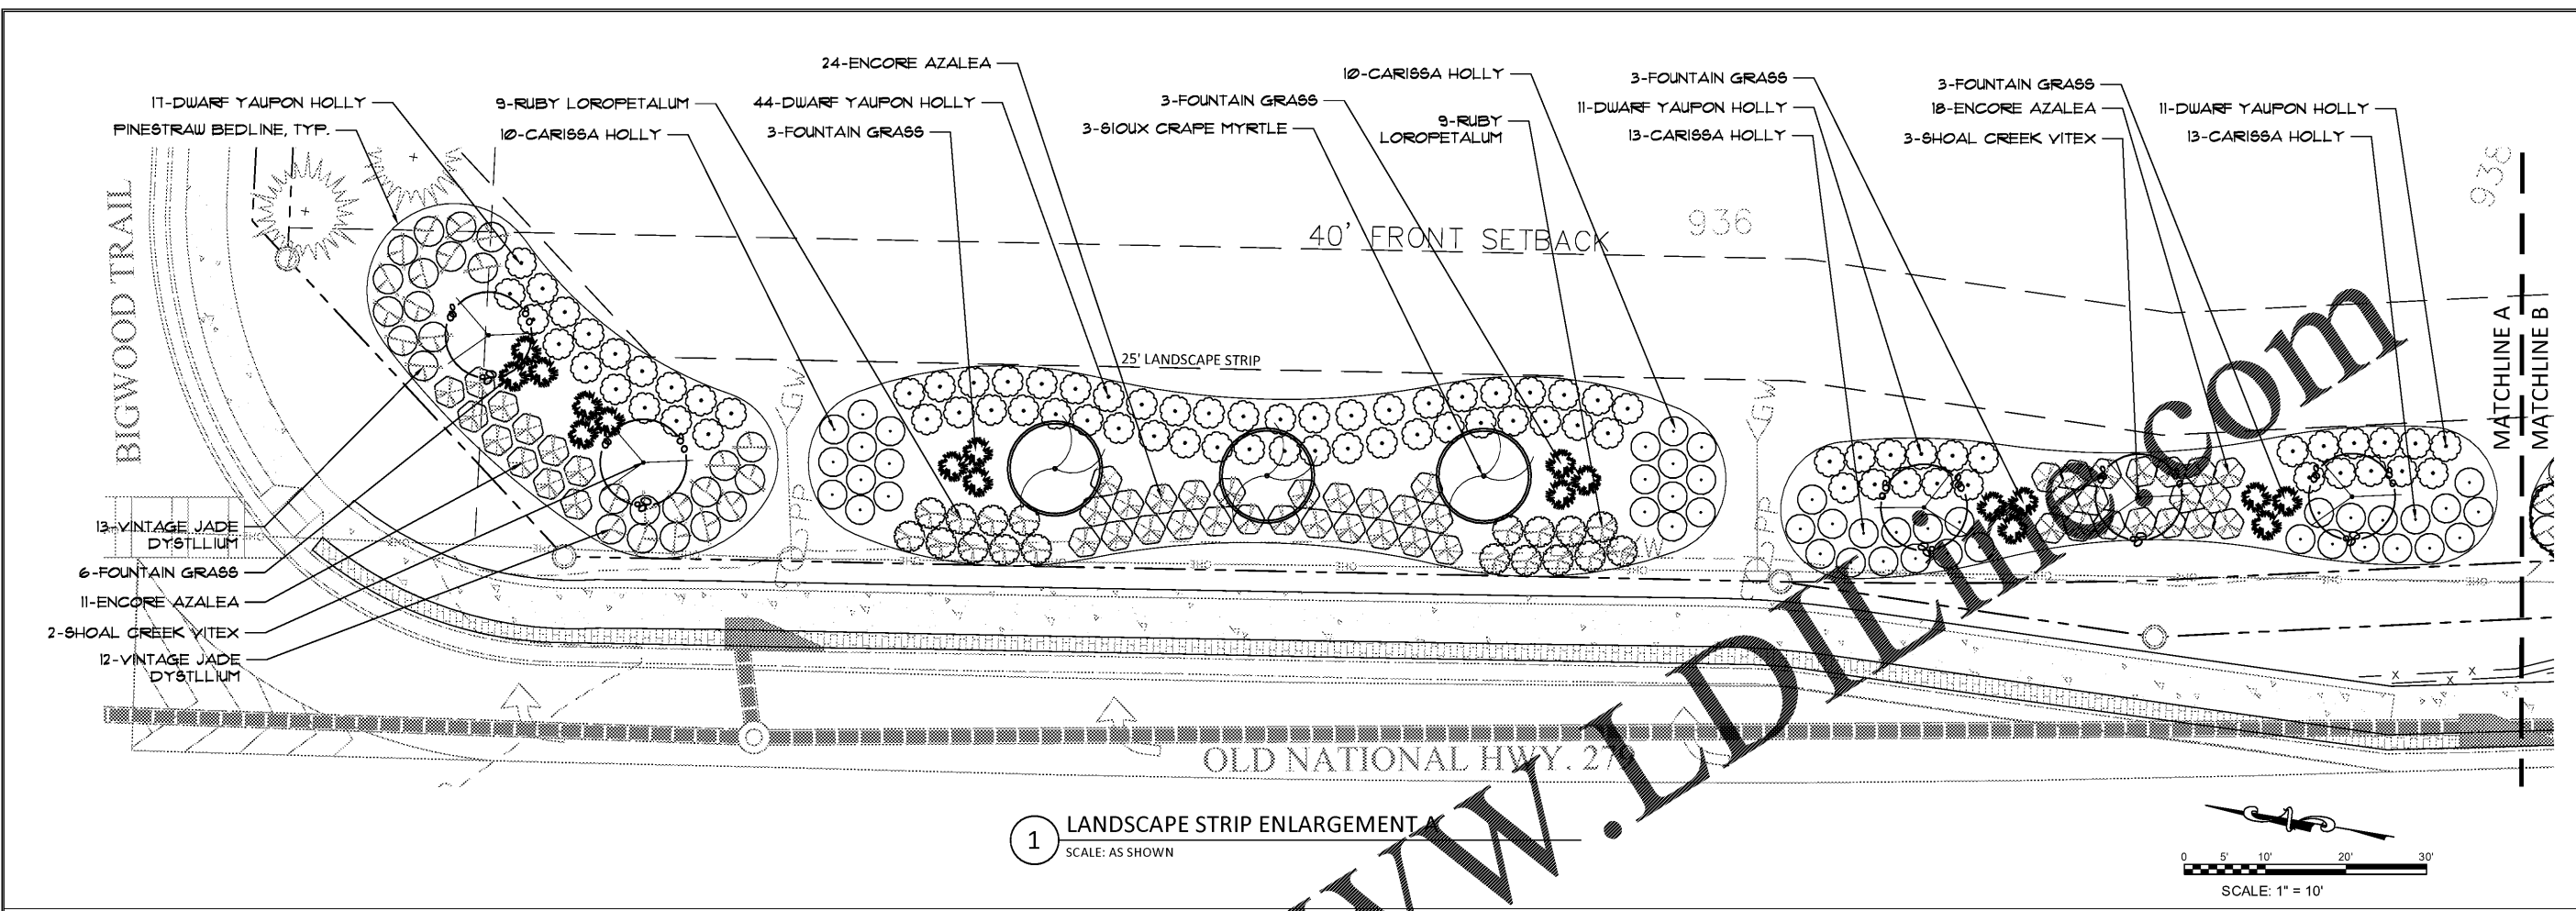 24-ENCORE AZALEA
17-DWARF YAUPON HOLLY
9-RUBY LOROPETALUM
44-DWARF YAUPON HOLLY
PINESTRAW BEDLINE, TYP.
10-CARISSA HOLLY
3-FOUNTAIN GRASS
3-FOUNTAIN GRASS
3-SIOUX CRAPE MYRTLE
10-CARISSA HOLLY
9-RUBY
LOROPETALUM
3-FOUNTAIN GRASS
11-DWARF YAUPON HOLLY
13-CARISSA HOLLY
3-FOUNTAIN GRASS
18-ENCORE AZALEA
3-SHOAL CREEK VITEX
11-DWARF YAUPON HOLLY
13-CARISSA HOLLY
BIGWOOD TRAIL
40' FRONT SETBACK
936
938
25' LANDSCAPE STRIP
GW
GW
MATCHLINE A
MATCHLINE B
13-VINTAGE JADE
DYSTLLIUM
6-FOUNTAIN GRASS
11-ENCORE AZALEA
2-SHOAL CREEK VITEX
12-VINTAGE JADE
DYSTLLIUM
OLD NATIONAL HWY. 279
1
LANDSCAPE STRIP ENLARGEMENT A
SCALE: AS SHOWN
0 5' 10' 20' 30'
SCALE: 1" = 10'
www.LDILine.com